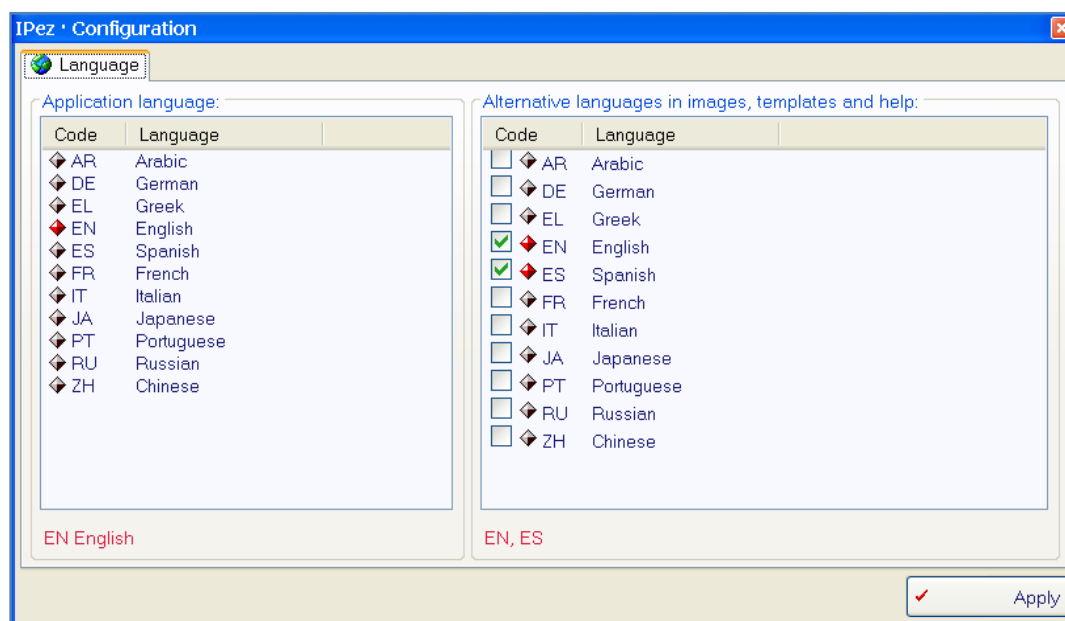 IPez · Configuration
Language
Application language:
Code Language
AR Arabic
DE German
EL Greek
EN English
ES Spanish
FR French
IT Italian
JA Japanese
PT Portuguese
RU Russian
ZH Chinese
EN English
Alternative languages in images, templates and help:
Code Language
AR Arabic
DE German
EL Greek
EN English
ES Spanish
FR French
IT Italian
JA Japanese
PT Portuguese
RU Russian
ZH Chinese
EN, ES
Apply